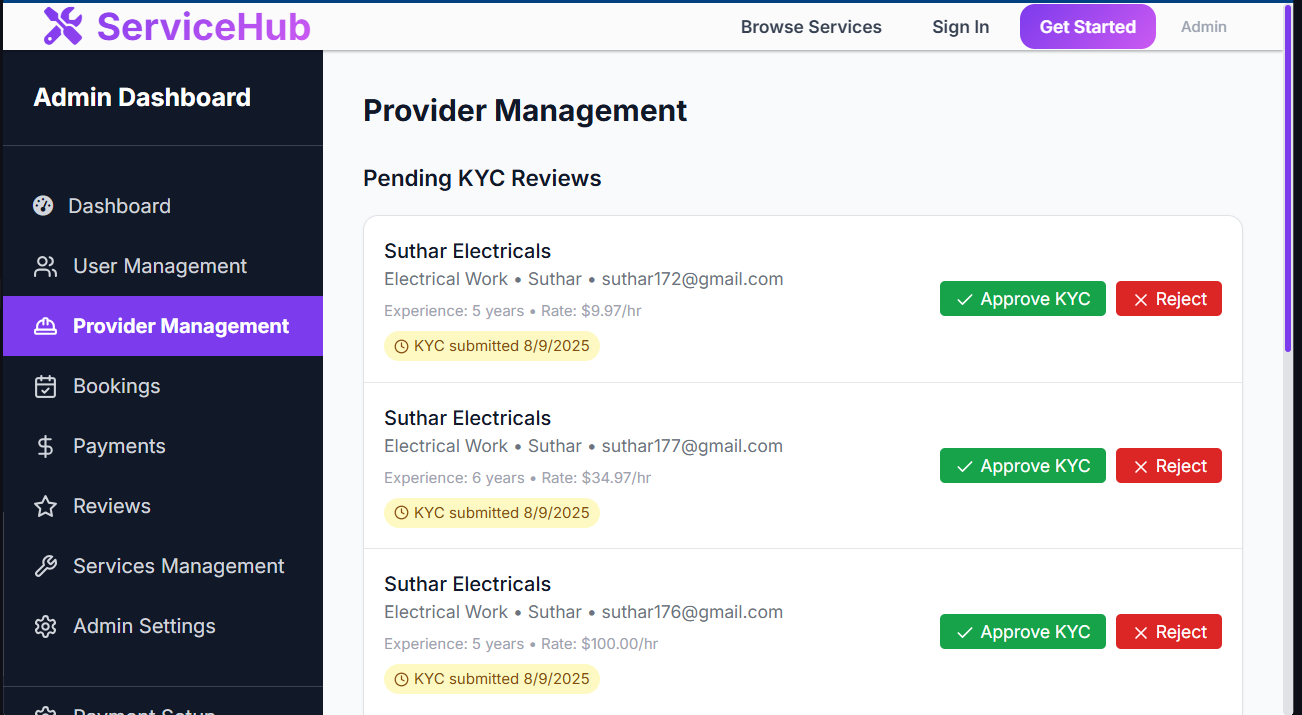 ServiceHub
Browse Services
Sign In
Get Started
Admin
Admin Dashboard
Dashboard
User Management
Provider Management
Bookings
Payments
Reviews
Services Management
Admin Settings
Payment Setup
Provider Management
Pending KYC Reviews
Suthar Electricals
Electrical Work • Suthar • suthar172@gmail.com
Experience: 5 years • Rate: $9.97/hr
KYC submitted 8/9/2025
Approve KYC
Reject
Suthar Electricals
Electrical Work • Suthar • suthar177@gmail.com
Experience: 6 years • Rate: $34.97/hr
KYC submitted 8/9/2025
Approve KYC
Reject
Suthar Electricals
Electrical Work • Suthar • suthar176@gmail.com
Experience: 5 years • Rate: $100.00/hr
KYC submitted 8/9/2025
Approve KYC
Reject